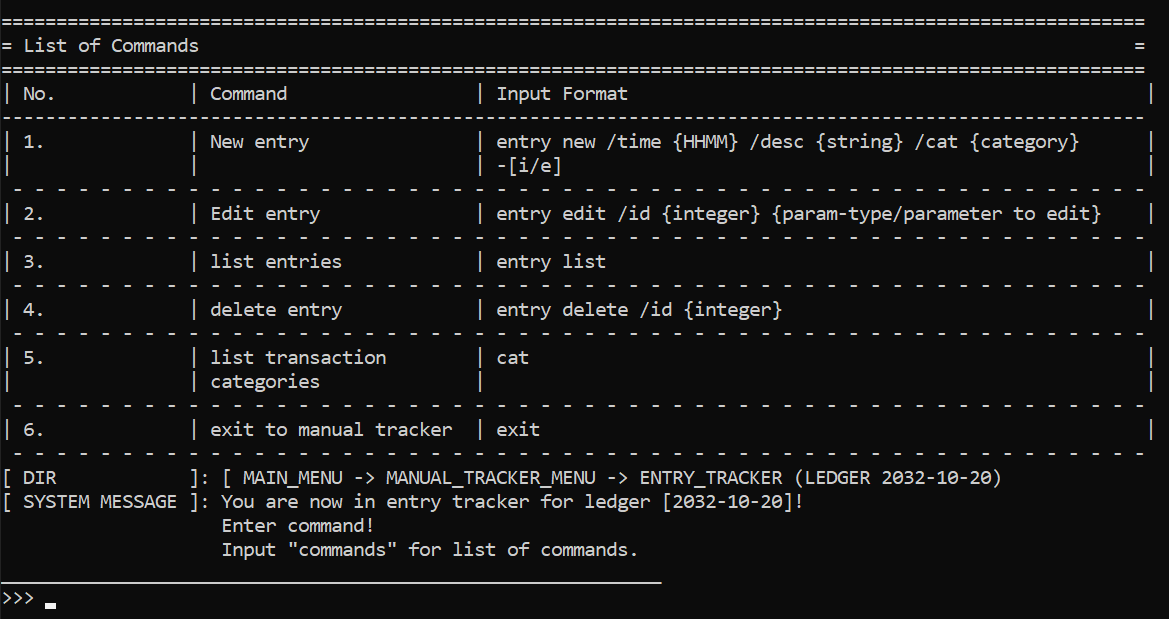 ========================================================================================================
= List of Commands                                                                                     =
========================================================================================================
| No.            | Command                 | Input Format                                               |
--------------------------------------------------------------------------------------------------------
| 1.             | New entry               | entry new /time {HHMM} /desc {string} /cat {category}      |
|                |                         | -[i/e]                                                     |
 - - - - - - - - - - - - - - - - - - - - - - - - - - - - - - - - - - - - - - - - - - - - - - - - - - - -
| 2.             | Edit entry              | entry edit /id {integer} {param-type/parameter to edit}    |
 - - - - - - - - - - - - - - - - - - - - - - - - - - - - - - - - - - - - - - - - - - - - - - - - - - - -
| 3.             | list entries            | entry list                                                 |
 - - - - - - - - - - - - - - - - - - - - - - - - - - - - - - - - - - - - - - - - - - - - - - - - - - - -
| 4.             | delete entry            | entry delete /id {integer}                                 |
 - - - - - - - - - - - - - - - - - - - - - - - - - - - - - - - - - - - - - - - - - - - - - - - - - - - -
| 5.             | list transaction        | cat                                                        |
|                | categories              |                                                            |
 - - - - - - - - - - - - - - - - - - - - - - - - - - - - - - - - - - - - - - - - - - - - - - - - - - - -
| 6.             | exit to manual tracker  | exit                                                       |
 - - - - - - - - - - - - - - - - - - - - - - - - - - - - - - - - - - - - - - - - - - - - - - - - - - - -
[ DIR            ]: [ MAIN_MENU -> MANUAL_TRACKER_MENU -> ENTRY_TRACKER (LEDGER 2032-10-20)
[ SYSTEM MESSAGE ]: You are now in entry tracker for ledger [2032-10-20]!
                    Enter command!
                    Input "commands" for list of commands.
____________________________________________________________
>>> _